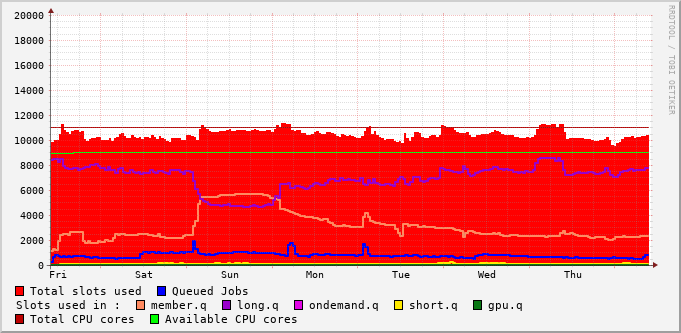 20000
18000
16000
14000
12000
10000
8000
6000
4000
2000
0
Fri Sat Sun Mon Tue Wed Thu
Total slots used Queued Jobs
Slots used in : member.q long.q ondemand.q short.q gpu.q
Total CPU cores Available CPU cores
RRDTOOL / TOBI OETIKER